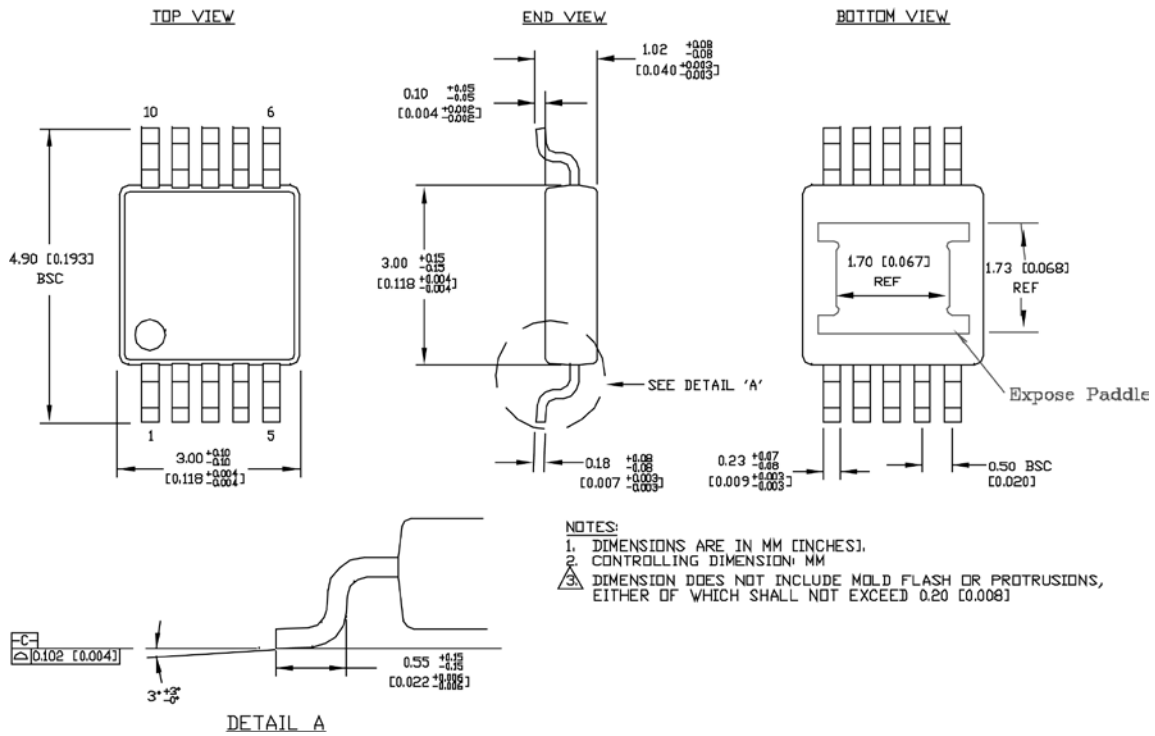 TOP VIEW
END VIEW
BOTTOM VIEW
1.02 +0.08
-0.08
[0.040 +0.003
-0.003]
0.10 +0.05
-0.05
[0.004 +0.002
-0.002]
10
6
4.90 [0.193]
BSC
3.00 +0.15
-0.15
[0.118 +0.004
-0.004]
1.70 [0.067]
REF
1.73 [0.068]
REF
SEE DETAIL 'A'
Expose Paddle
1
5
3.00 +0.10
-0.10
[0.118 +0.004
-0.004]
0.18 +0.08
-0.08
[0.007 +0.003
-0.003]
0.23 +0.07
-0.08
[0.009 +0.003
-0.003]
0.50 BSC
[0.020]
NOTES:
1. DIMENSIONS ARE IN MM [INCHES].
2. CONTROLLING DIMENSION: MM
3. DIMENSION DOES NOT INCLUDE MOLD FLASH OR PROTRUSIONS,
EITHER OF WHICH SHALL NOT EXCEED 0.20 [0.008]
-C-
⌓ 0.102 [0.004]
3° +3°
-0°
0.55 +0.15
-0.15
[0.022 +0.006
-0.006]
DETAIL A